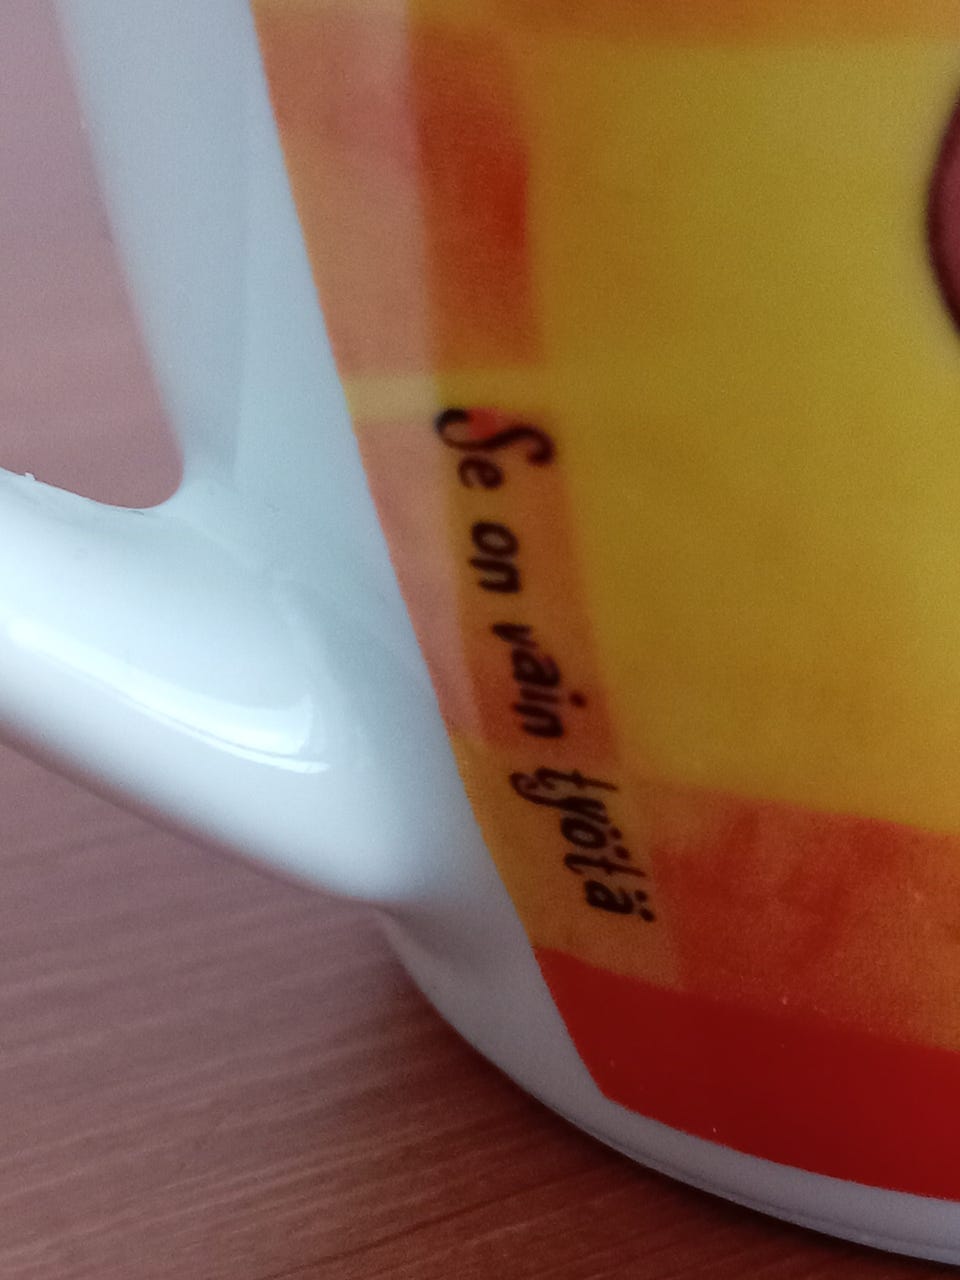 Se on vain työtä